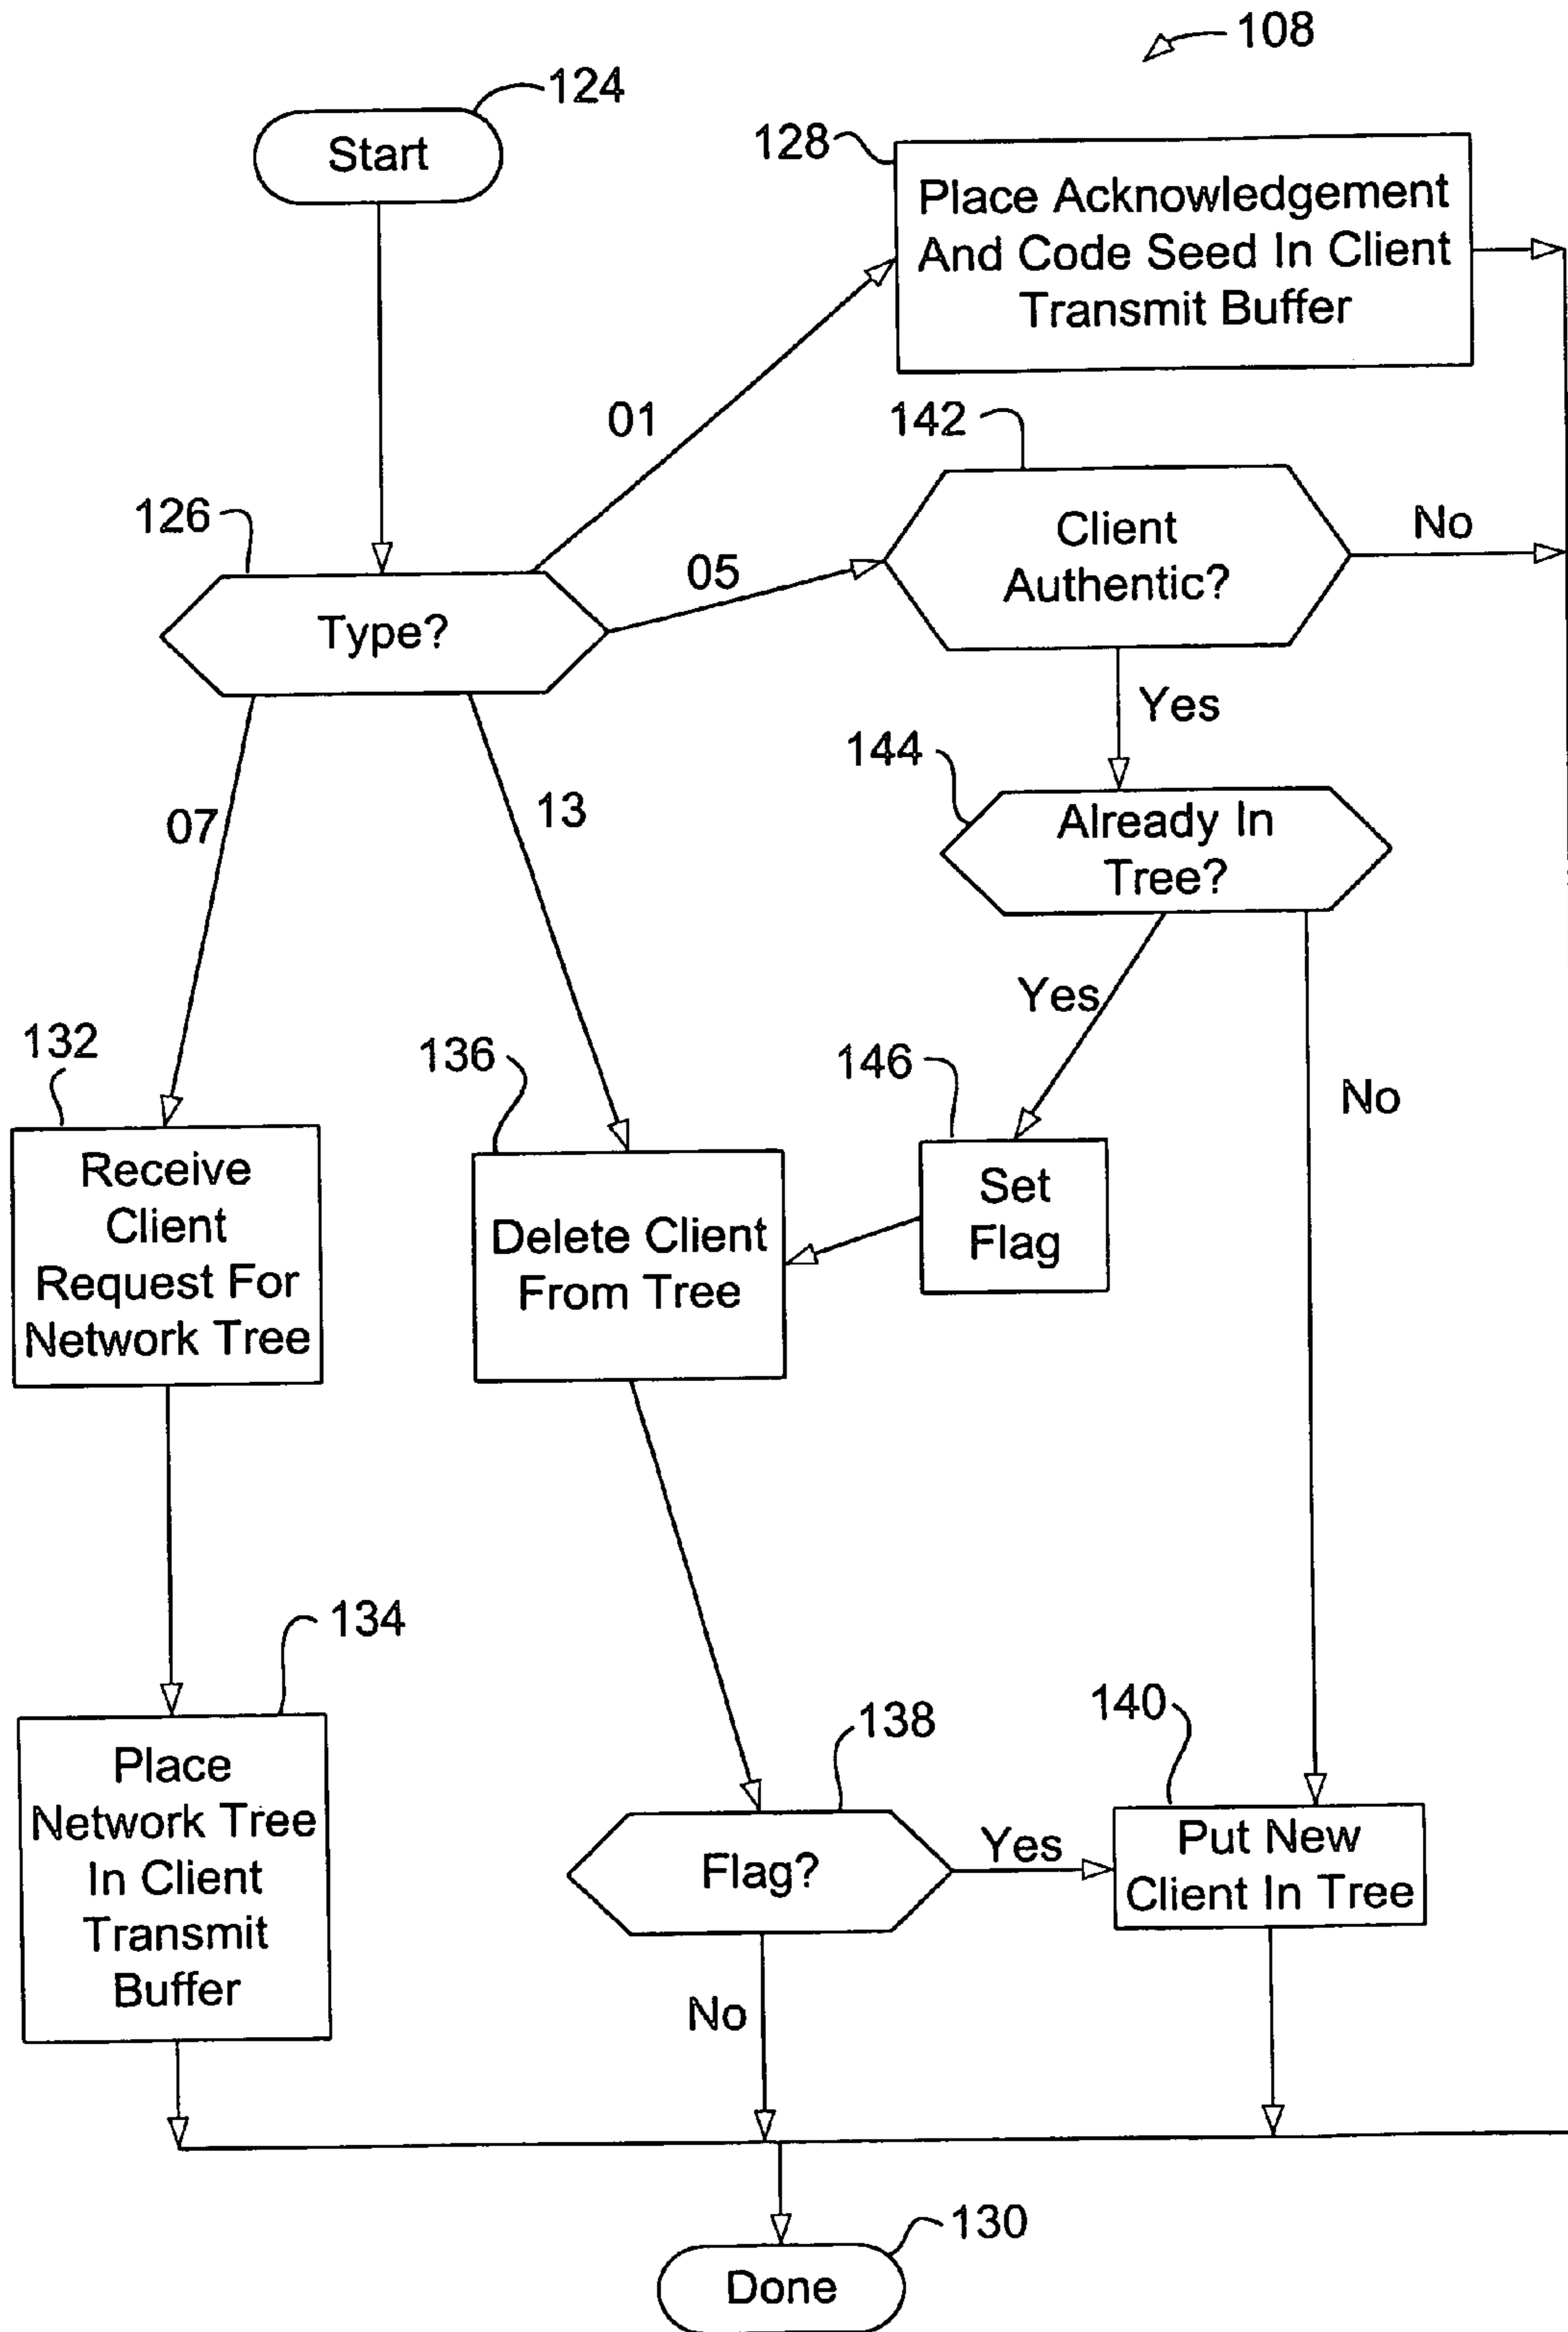 108
124
Start
128
Place Acknowledgement
And Code Seed In Client
Transmit Buffer
01
142
Client
Authentic?
No
126
Type?
05
Yes
144
Already In
Tree?
07
13
Yes
No
132
Receive
Client
Request For
Network Tree
136
Delete Client
From Tree
146
Set
Flag
134
Place
Network Tree
In Client
Transmit
Buffer
138
Flag?
Yes
140
Put New
Client In Tree
No
130
Done